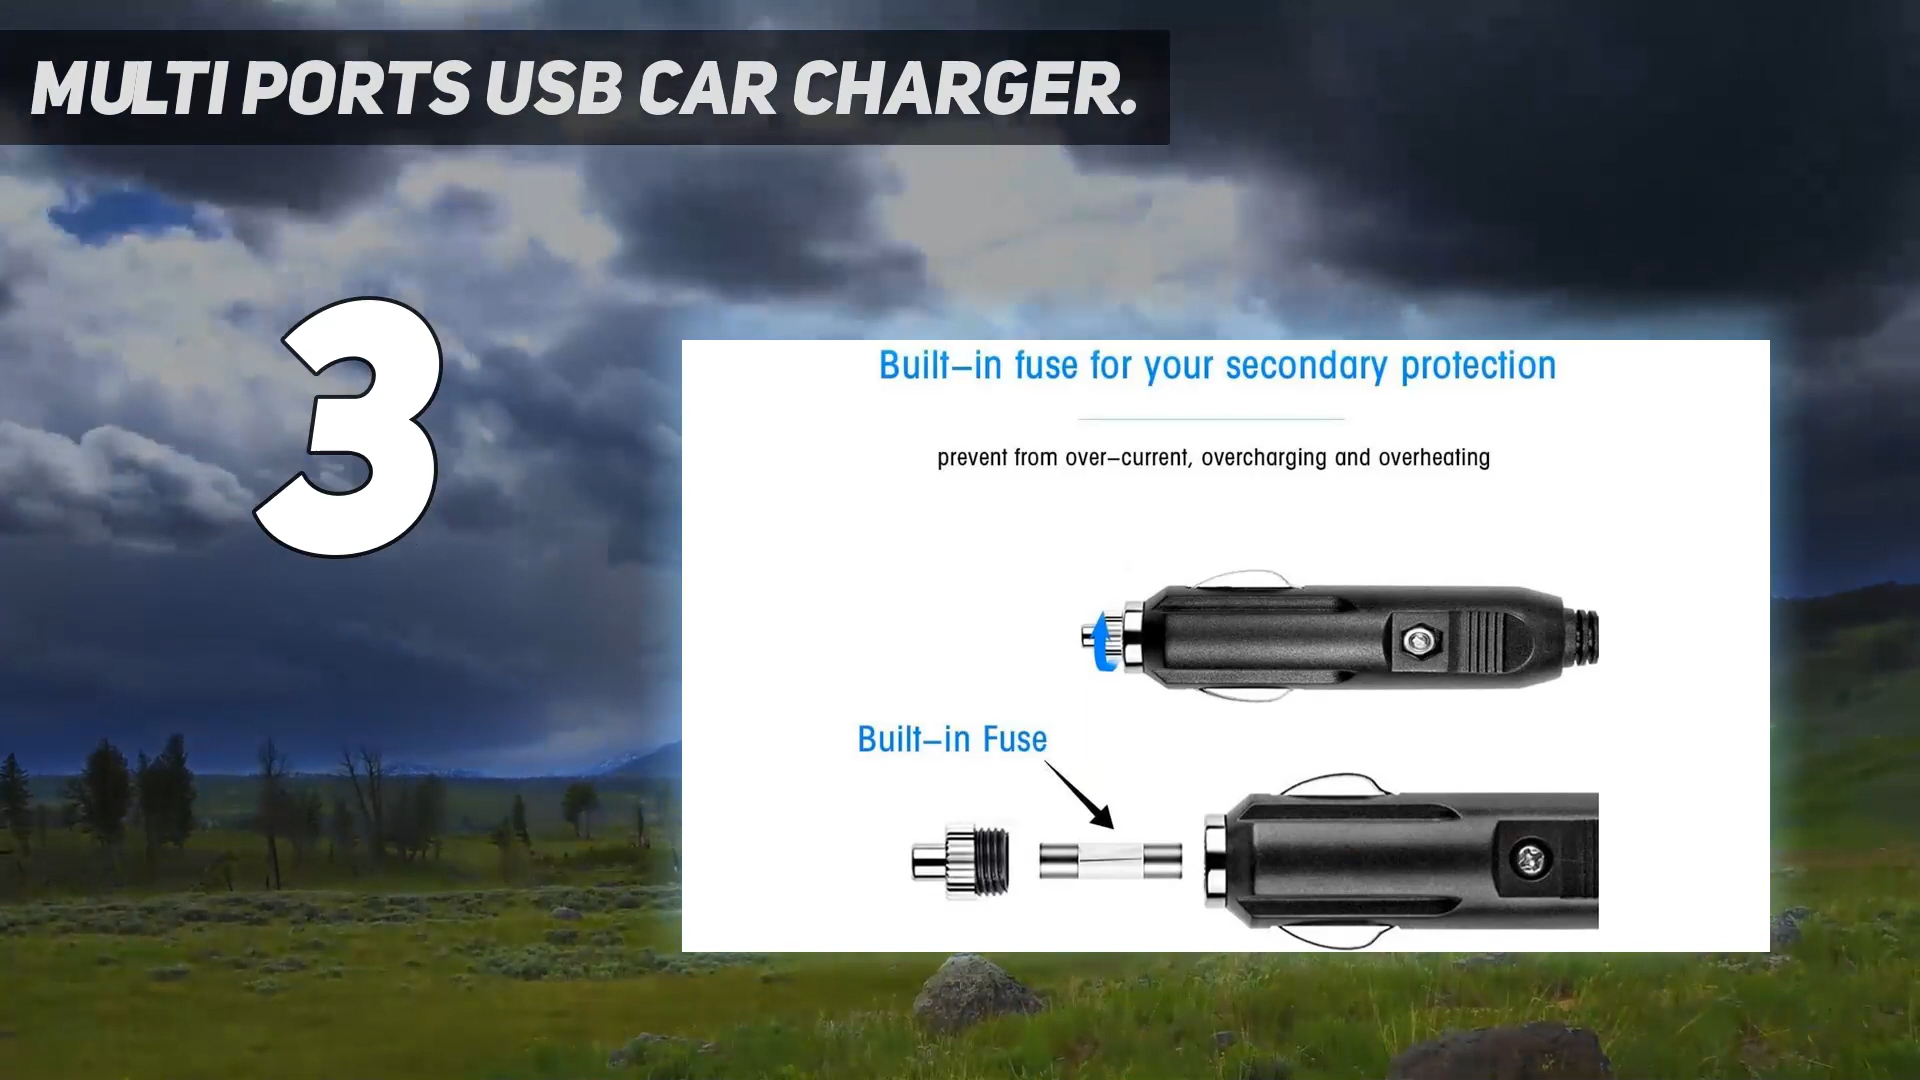 MULTI PORTS USB CAR CHARGER.
3
Built-in fuse for your secondary protection
prevent from over-current, overcharging and overheating
Built-in Fuse